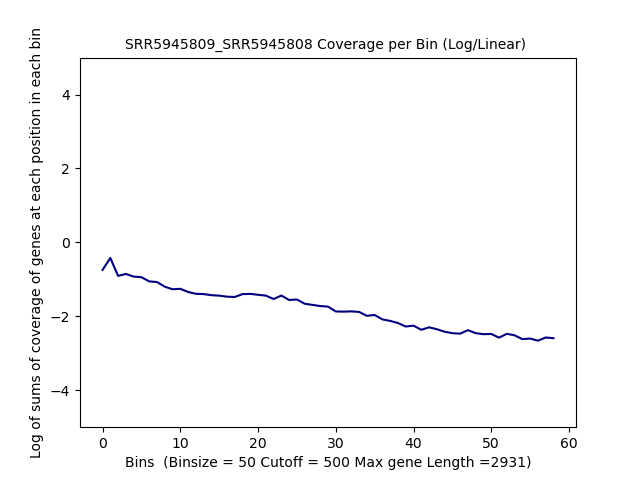 SRR5945809_SRR5945808 Coverage per Bin (Log/Linear)
Log of sums of coverage of genes at each position in each bin
4
2
0
−2
−4
0 10 20 30 40 50 60
Bins  (Binsize = 50 Cutoff = 500 Max gene Length =2931)